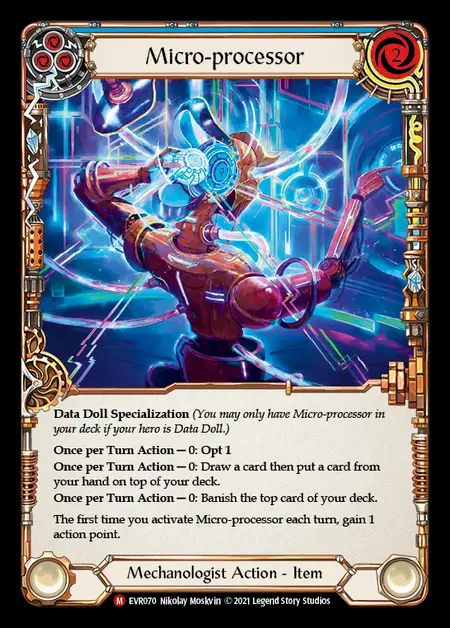 Micro-processor
2
Data Doll Specialization (You may only have Micro-processor in
your deck if your hero is Data Doll.)
Once per Turn Action — 0: Opt 1
Once per Turn Action — 0: Draw a card then put a card from
your hand on top of your deck.
Once per Turn Action — 0: Banish the top card of your deck.
The first time you activate Micro-processor each turn, gain 1
action point.
Mechanologist Action - Item
M EVR070 Nikolay Moskvin © 2021 Legend Story Studios